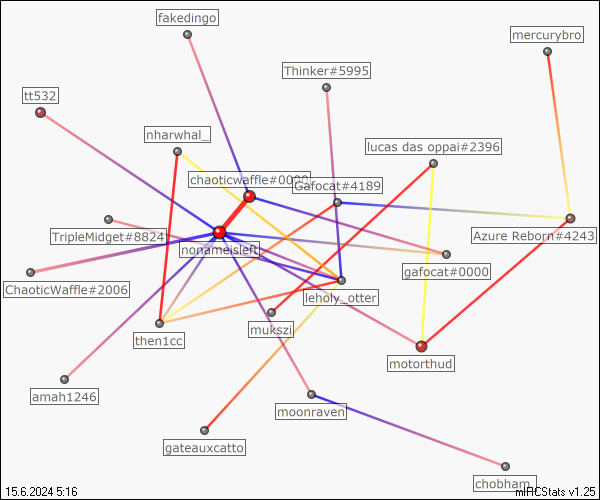 fakedingo
mercurybro
Thinker#5995
tt532
nharwhal_
lucas das oppai#2396
chaoticwaffle#0000
Gafocat#4189
TripleMidget#8824
Azure Reborn#4243
nonameisleft
gafocat#0000
ChaoticWaffle#2006
leholy_otter
mukszi
then1cc
motorthud
amah1246
moonraven
gateauxcatto
chobham_
15.6.2024 5:16
mIRCStats v1.25